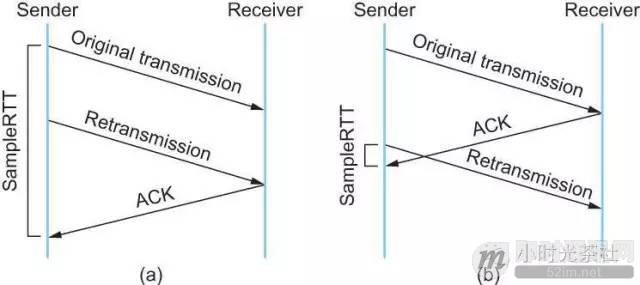 Sender
Receiver
Original transmission
SampleRTT
Retransmission
ACK
(a)
Sender
Receiver
Original transmission
SampleRTT
ACK
Retransmission
(b)
小时光茶社
52im.net